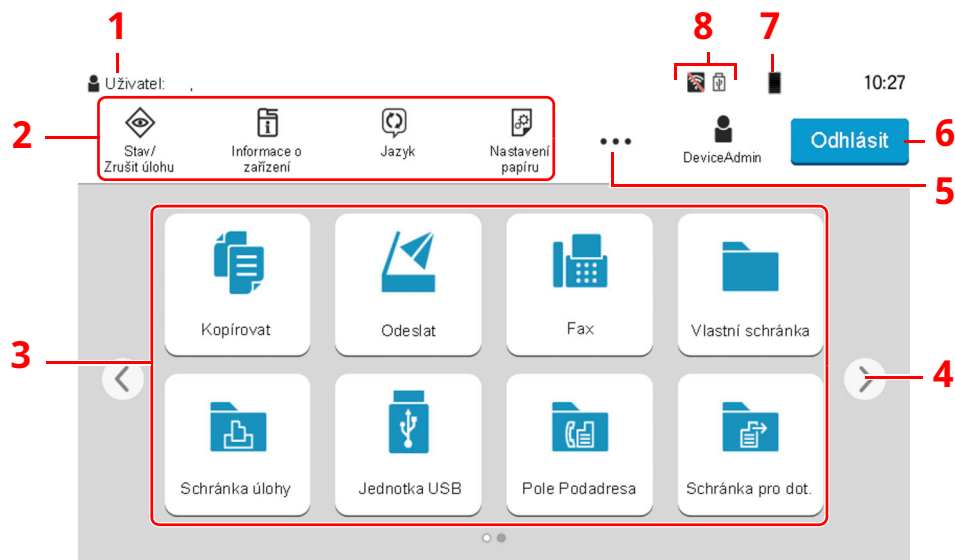 1
8
7
Uživatel:
,
10:27
2
Stav/
Zrušit úlohu
Informace o
zařízení
Jazyk
Nastavení
papíru
DeviceAdmin
Odhlásit
6
5
Kopírovat
Odeslat
Fax
Vlastní schránka
3
4
Schránka úlohy
Jednotka USB
Pole Podadresa
Schránka pro dot.